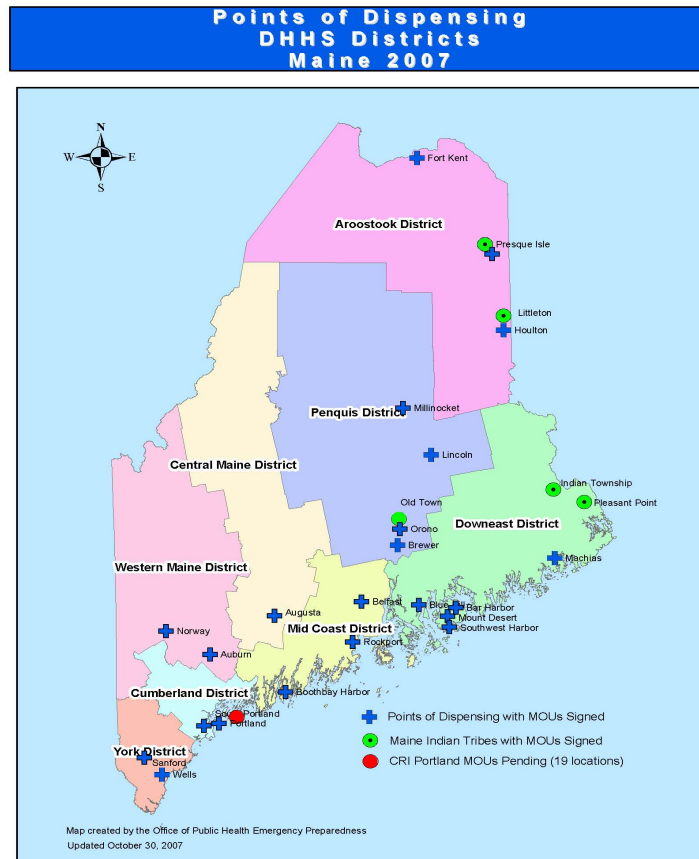 Points of Dispensing
DHHS Districts
Maine 2007
N
W E
S
Fort Kent
Aroostook District
Presque Isle
Littleton
Houlton
Penquis District
Millinocket
Central Maine District
Lincoln
Indian Township
Pleasant Point
Old Town
Orono
Downeast District
Brewer
Machias
Western Maine District
Belfast
Blue
Bar Harbor
Augusta
Mount Desert
Mid Coast District
Southwest Harbor
Norway
Rockport
Auburn
Cumberland District
Boothbay Harbor
South Portland
Portland
York District
Sanford
Wells
Points of Dispensing with MOUs Signed
Maine Indian Tribes with MOUs Signed
CRI Portland MOUs Pending (19 locations)
Map created by the Office of Public Health Emergency Preparedness
Updated October 30, 2007